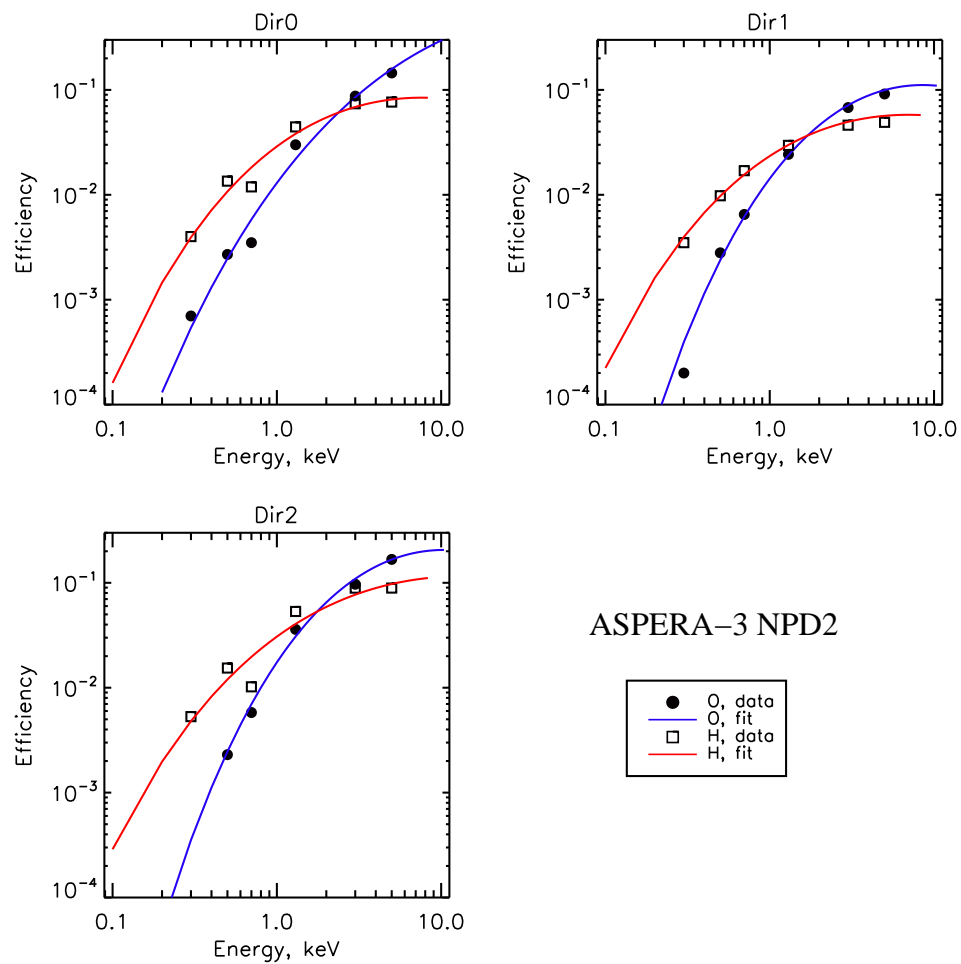 Dir0
Efficiency
10^-1
10^-2
10^-3
10^-4
0.1 1.0 10.0
Energy, keV
Dir1
Efficiency
10^-1
10^-2
10^-3
10^-4
0.1 1.0 10.0
Energy, keV
Dir2
Efficiency
10^-1
10^-2
10^-3
10^-4
0.1 1.0 10.0
Energy, keV
ASPERA−3 NPD2
O, data
O, fit
H, data
H, fit